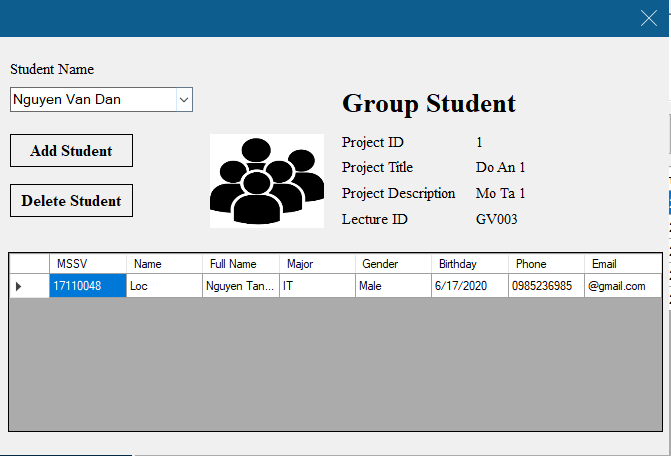 Student Name
Nguyen Van Dan
Group Student
Add Student
Delete Student
Project ID 1
Project Title Do An 1
Project Description Mo Ta 1
Lecture ID GV003
MSSV Name Full Name Major Gender Birthday Phone Email
17110048 Loc Nguyen Tan... IT Male 6/17/2020 0985236985 @gmail.com